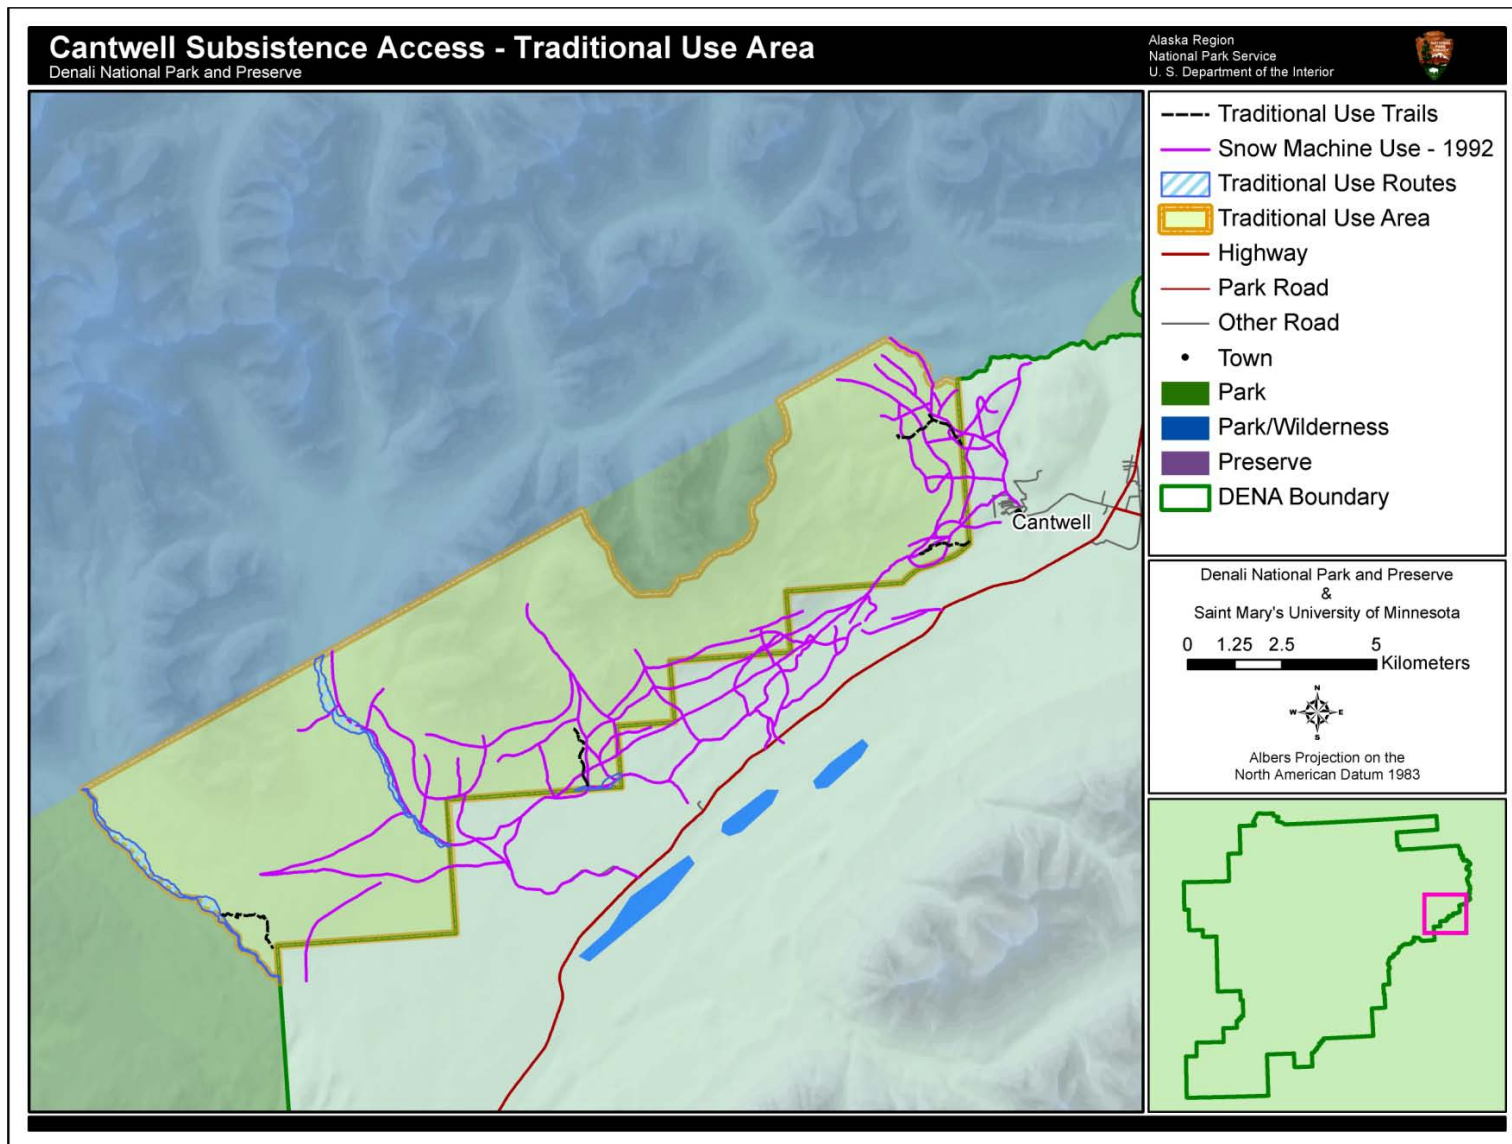 Cantwell Subsistence Access - Traditional Use Area
Denali National Park and Preserve
Alaska Region
National Park Service
U. S. Department of the Interior
Traditional Use Trails
Snow Machine Use - 1992
Traditional Use Routes
Traditional Use Area
Highway
Park Road
Other Road
Town
Park
Park/Wilderness
Preserve
DENA Boundary
Cantwell
Denali National Park and Preserve
&
Saint Mary's University of Minnesota
0 1.25 2.5 5
Kilometers
N
W E
S
Albers Projection on the
North American Datum 1983